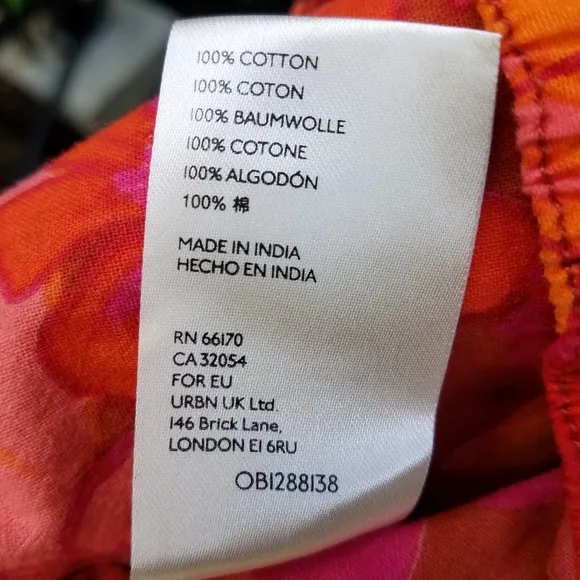 100% COTTON
100% COTON
100% BAUMWOLLE
100% COTONE
100% ALGODÓN
100% 棉
MADE IN INDIA
HECHO EN INDIA
RN 66170
CA 32054
FOR EU
URBN UK Ltd.
146 Brick Lane,
LONDON E1 6RU
OB1288138